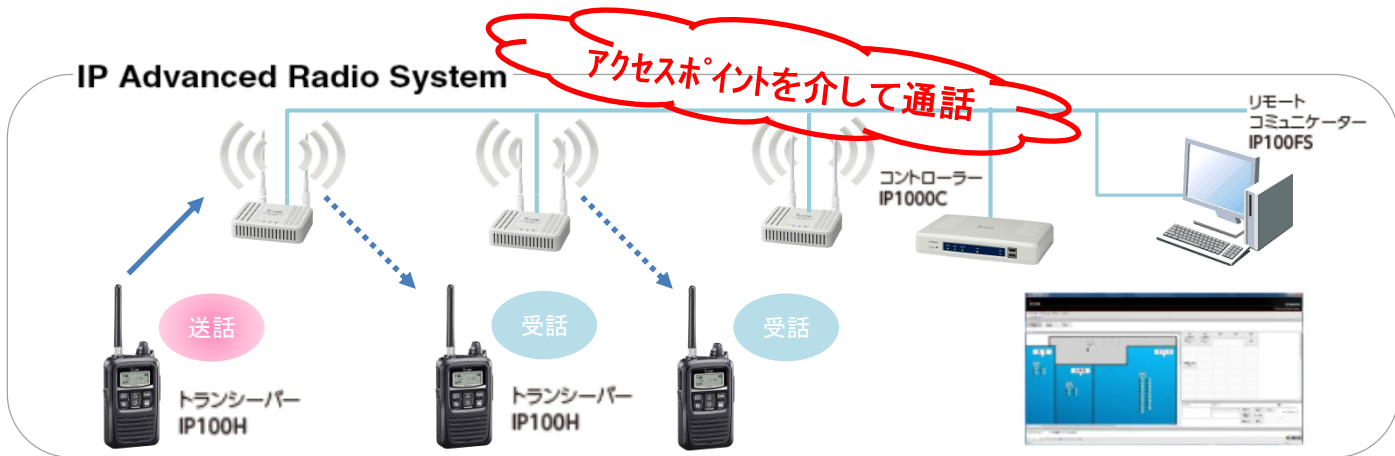 アクセスポイントを介して通話
IP Advanced Radio System
リモート
コミュニケーター
IP100FS
コントローラー
IP1000C
送話
受話
受話
トランシーバー
IP100H
トランシーバー
IP100H